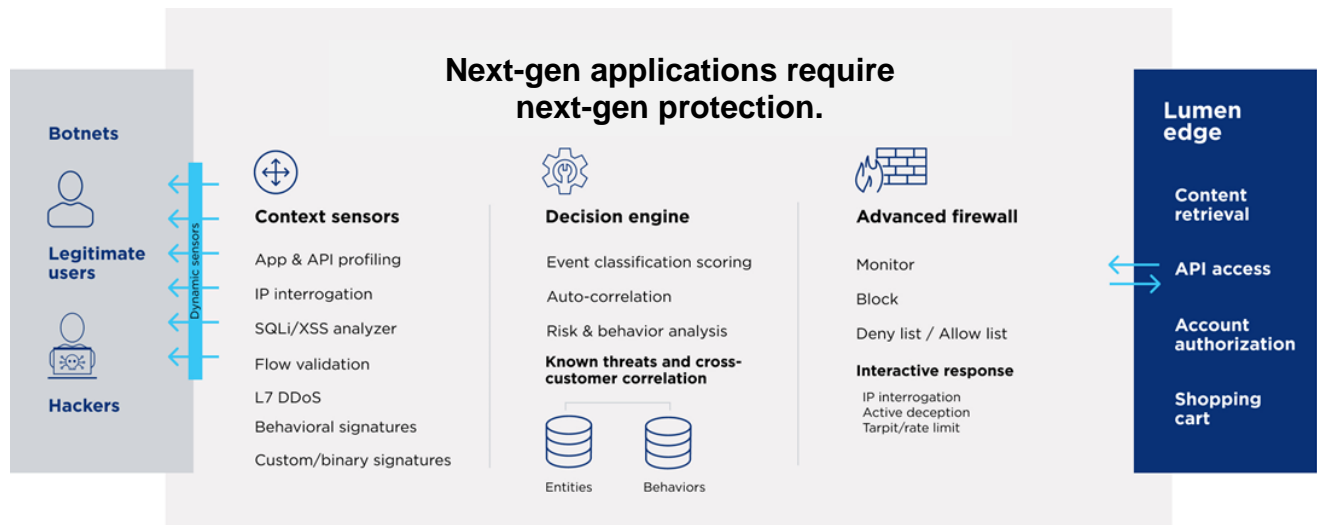 Next-gen applications require
next-gen protection.
Botnets
Legitimate
users
Hackers
Dynamic sensors
Context sensors
App & API profiling
IP interrogation
SQLi/XSS analyzer
Flow validation
L7 DDoS
Behavioral signatures
Custom/binary signatures
Decision engine
Event classification scoring
Auto-correlation
Risk & behavior analysis
Known threats and cross-
customer correlation
Entities
Behaviors
Advanced firewall
Monitor
Block
Deny list / Allow list
Interactive response
IP interrogation
Active deception
Tarpit/rate limit
Lumen
edge
Content
retrieval
API access
Account
authorization
Shopping
cart